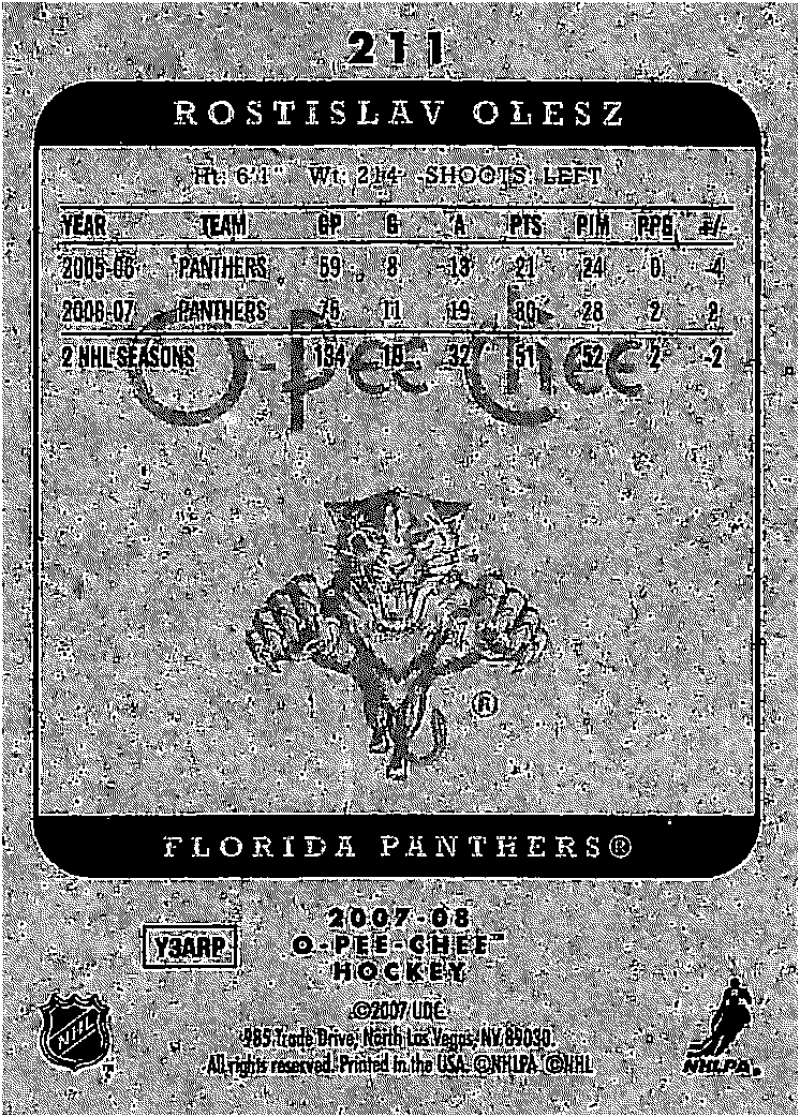 211
ROSTISLAV OLESZ
Ht: 6'1" Wt: 214 SHOOTS: LEFT
YEAR TEAM GP G A PTS PIM PPG +/-
2005-06 PANTHERS 59 8 13 21 24 0 -4
2006-07 PANTHERS 75 11 19 30 28 2 2
2 NHL SEASONS 134 19 32 51 52 2 -2
O-Pee-Chee
®
FLORIDA PANTHERS®
2007-08
Y3ARP O-PEE-CHEE™
HOCKEY
©2007 UDC
985 Trade Drive, North Las Vegas, NV 89030.
All rights reserved. Printed in the USA. ©NHLPA ©NHL
NHL
NHLPA